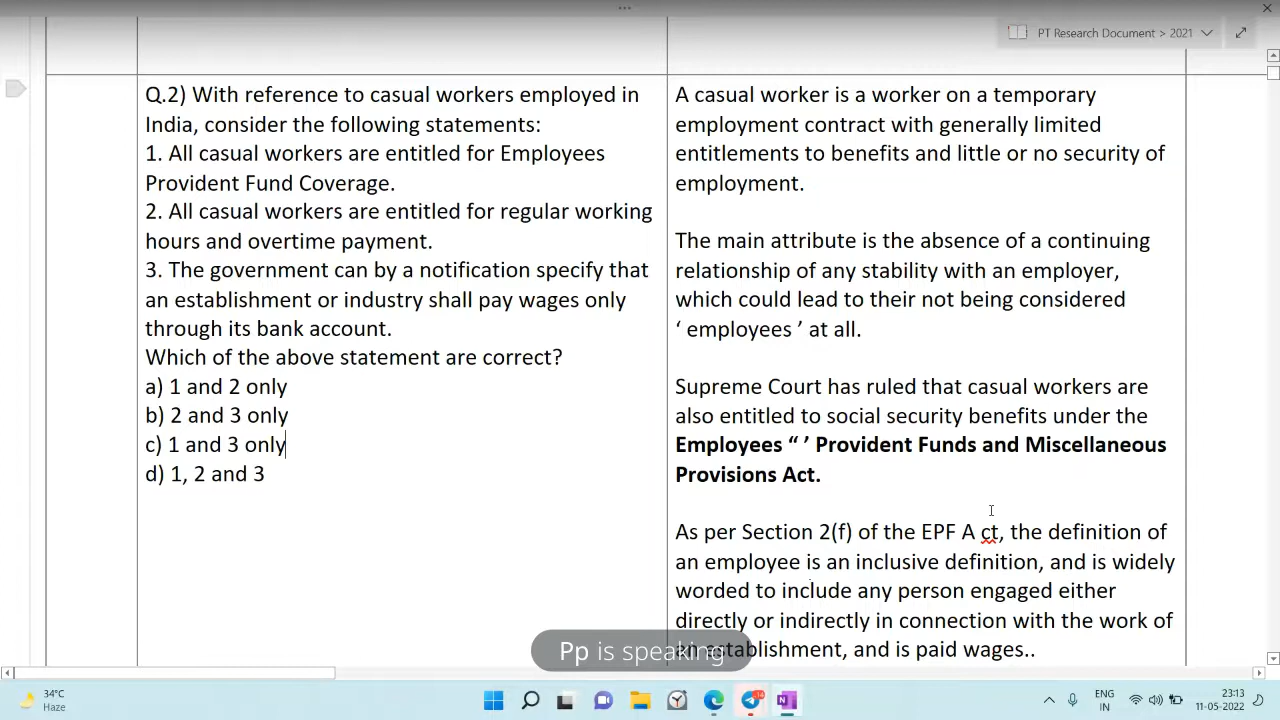 PT Research Document > 2021
Q.2) With reference to casual workers employed in
India, consider the following statements:
1. All casual workers are entitled for Employees
Provident Fund Coverage.
2. All casual workers are entitled for regular working
hours and overtime payment.
3. The government can by a notification specify that
an establishment or industry shall pay wages only
through its bank account.
Which of the above statement are correct?
a) 1 and 2 only
b) 2 and 3 only
c) 1 and 3 only
d) 1, 2 and 3
A casual worker is a worker on a temporary
employment contract with generally limited
entitlements to benefits and little or no security of
employment.
The main attribute is the absence of a continuing
relationship of any stability with an employer,
which could lead to their not being considered
‘ employees ’ at all.
Supreme Court has ruled that casual workers are
also entitled to social security benefits under the
Employees “ ’ Provident Funds and Miscellaneous
Provisions Act.
As per Section 2(f) of the EPF A ct, the definition of
an employee is an inclusive definition, and is widely
worded to include any person engaged either
directly or indirectly in connection with the work of
an establishment, and is paid wages..
Pp is speaking
34°C
Haze
14
ENG
IN
23:13
11-05-2022